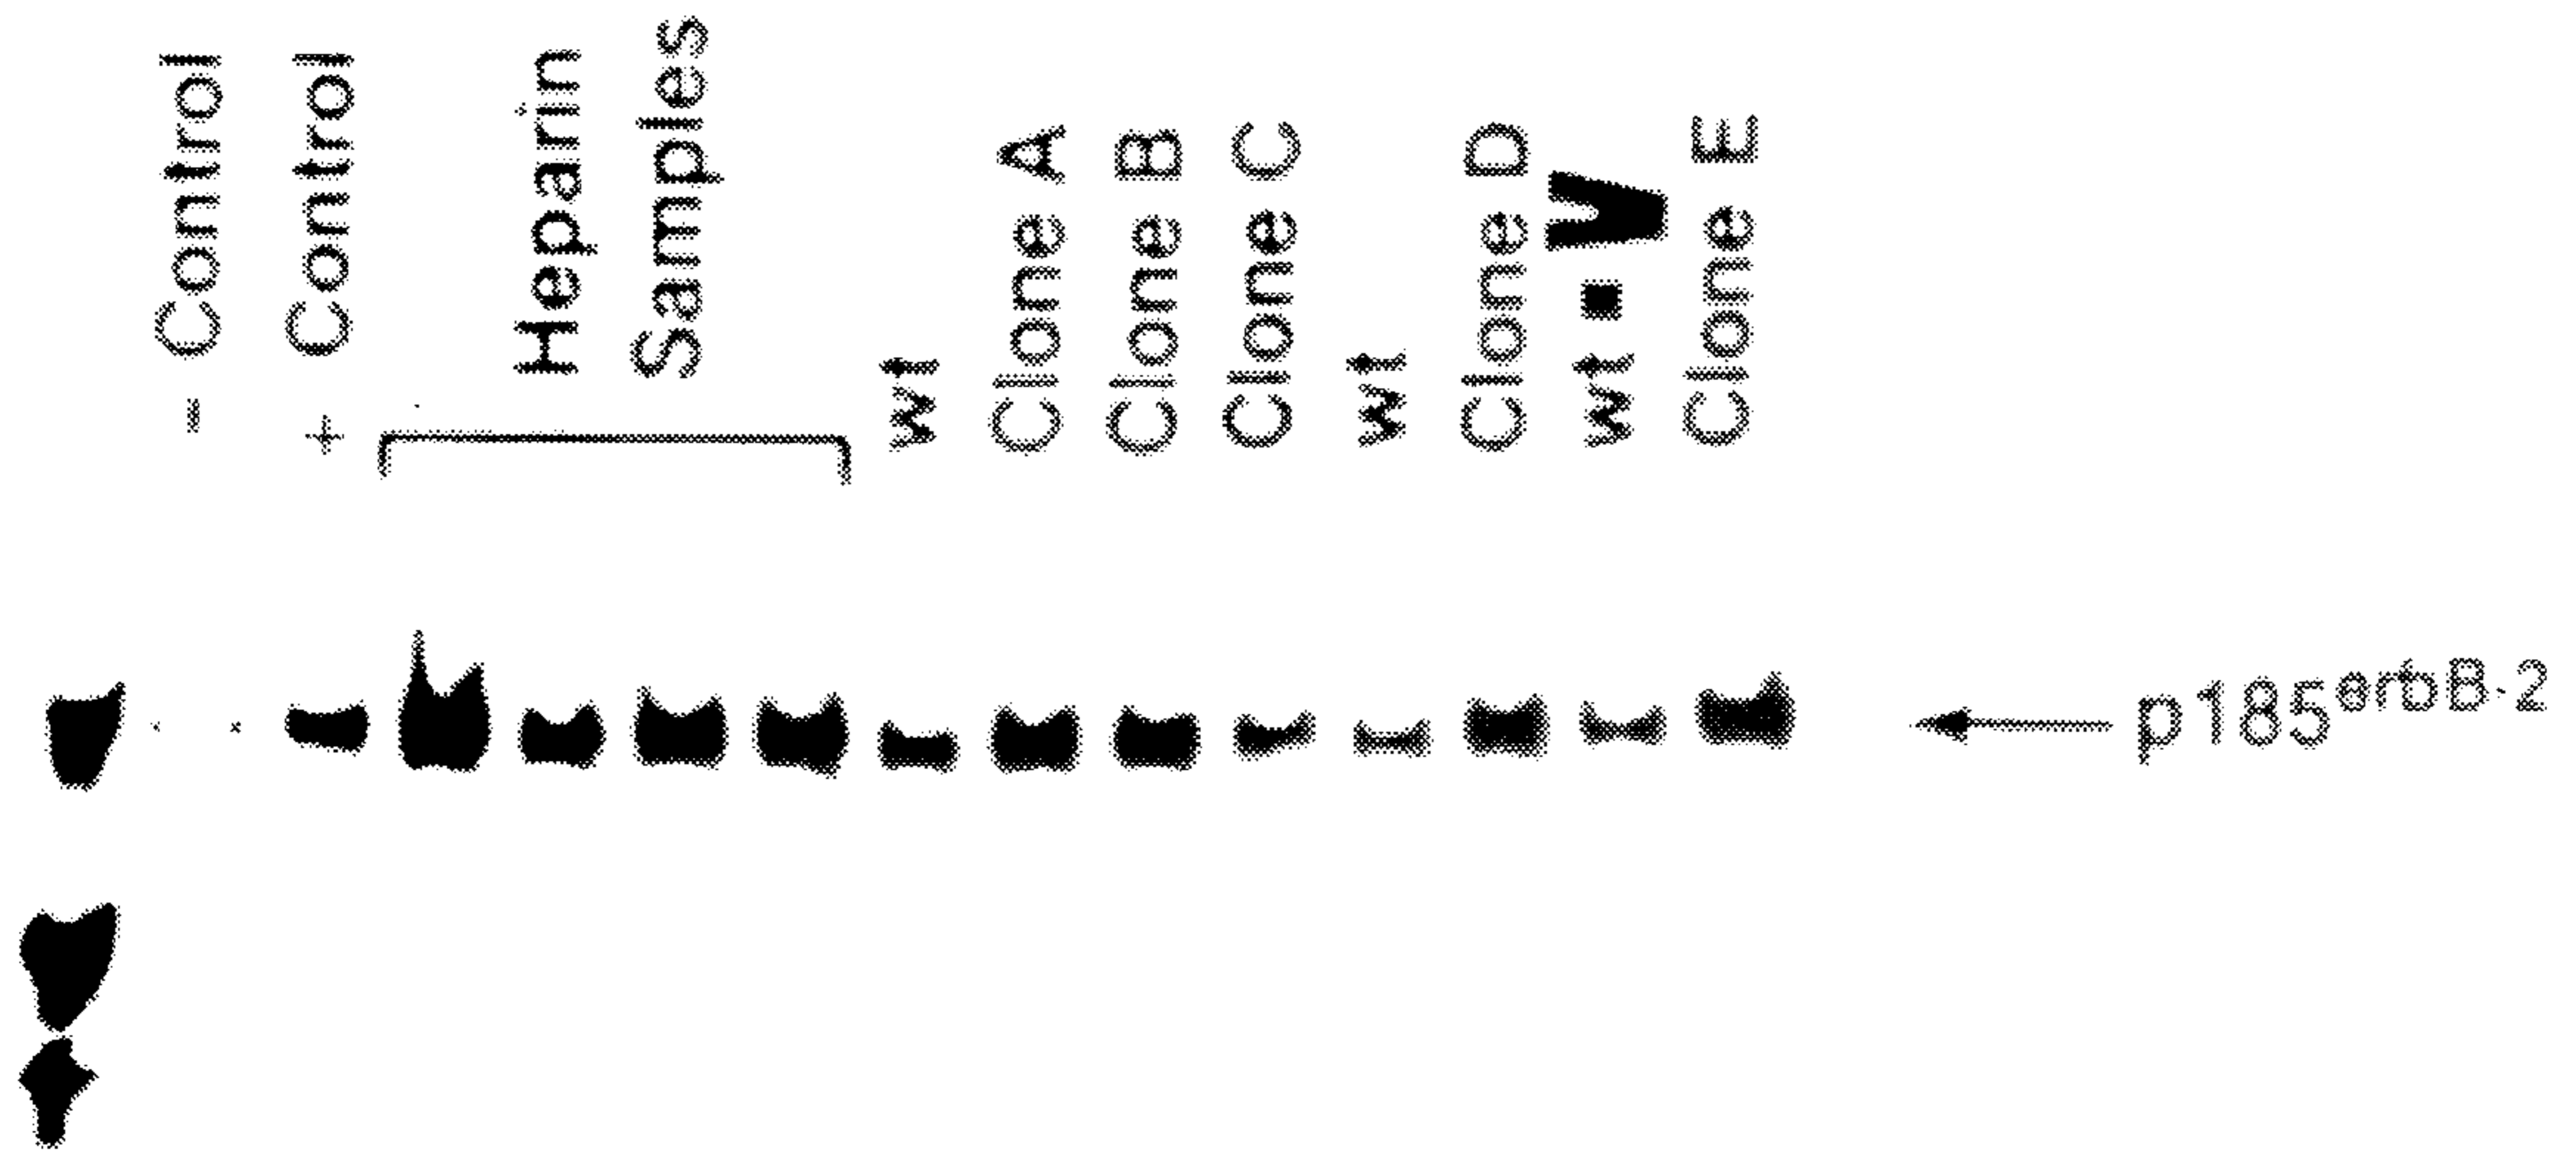 - Control
+ Control
Heparin
Samples
wt
Clone A
Clone B
Clone C
wt
Clone D
wt - V
Clone E
p185erbB-2